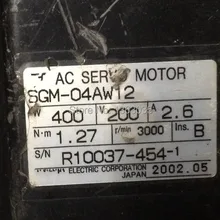 AC SERVO MOTOR
SGM-04AW12
400 200 A 2.6
N·m 1.27 r/min 3000 Ins. B
S/N R10037-454-1
ELECTRIC CORPORATION
JAPAN 2002.05